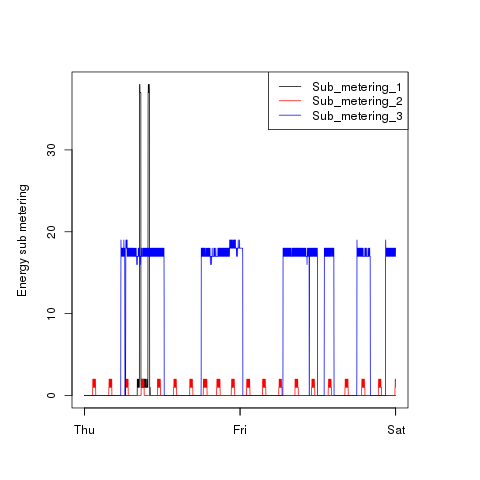 Sub_metering_1
Sub_metering_2
Sub_metering_3
Energy sub metering
30
20
10
0
Thu Fri Sat